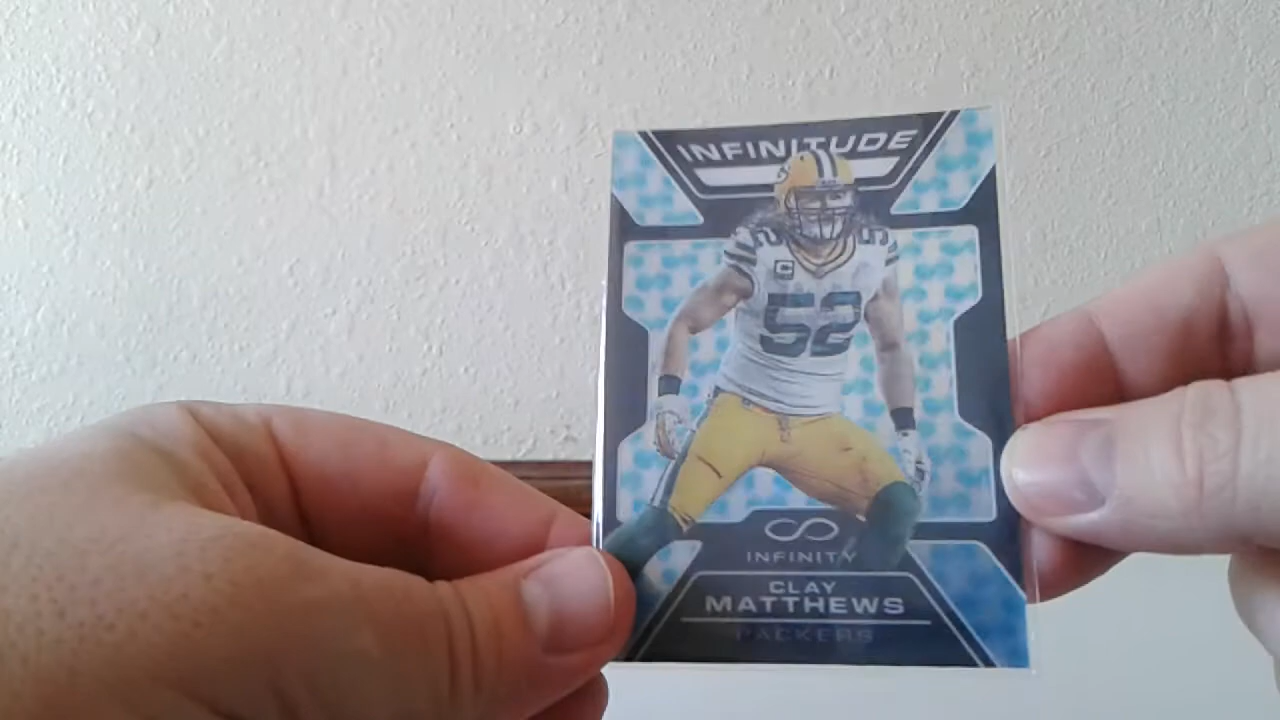 INFINITUDE
C
52
INFINITY
CLAY
MATTHEWS
PACKERS